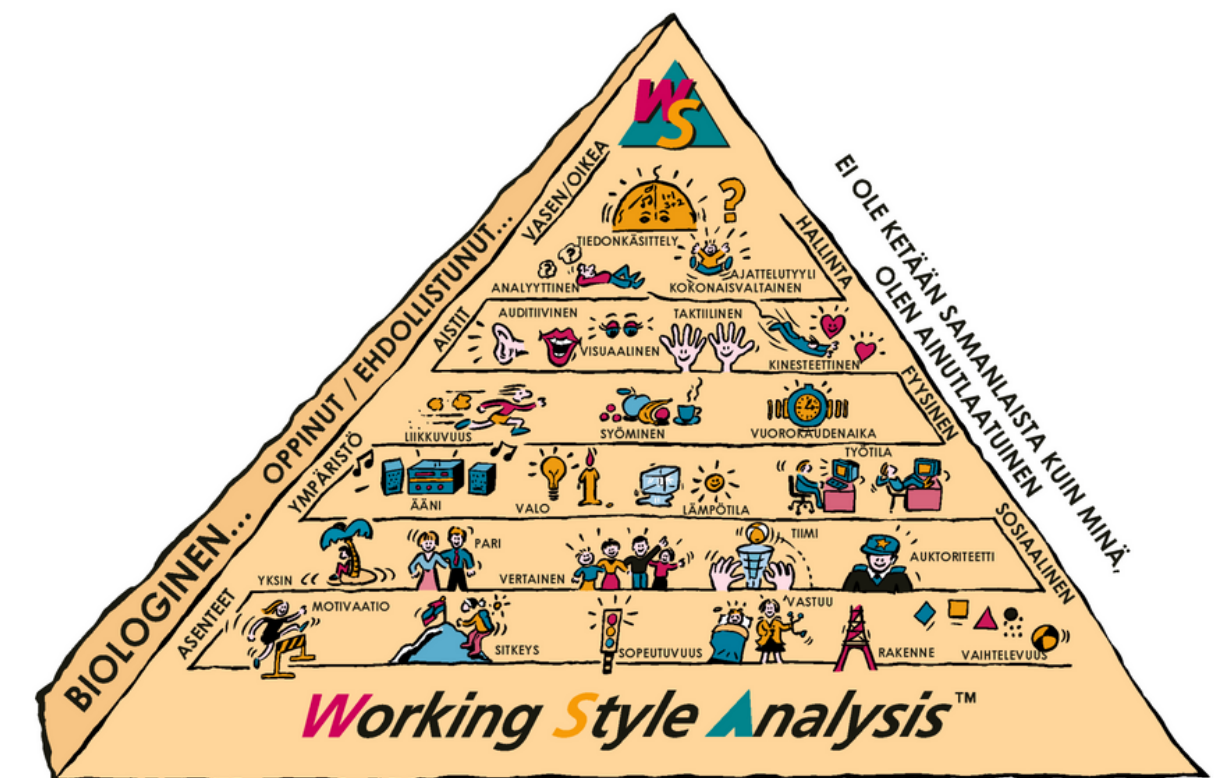 WS
VASEN/OIKEA
TIEDONKÄSITTELY
ANALYYTTINEN
AJATTELUTYYLI
KOKONAISVALTAINEN
HALLINTA
AISTIT
AUDITIIVINEN
VISUAALINEN
TAKTIILINEN
KINESTEETTINEN
LIIKKUVUUS
SYÖMINEN
VUOROKAUDENAIKA
FYYSINEN
YMPÄRISTÖ
ÄÄNI
VALO
LÄMPÖTILA
TYÖTILA
YKSIN
PARI
VERTAINEN
TIIMI
AUKTORITEETTI
SOSIAALINEN
ASENTEET
MOTIVAATIO
SITKEYS
SOPEUTUVUUS
VASTUU
RAKENNE
VAIHTELEVUUS
BIOLOGINEN... OPPINUT / EHDOLLISTUNUT...
EI OLE KETÄÄN SAMANLAISTA KUIN MINÄ,
OLEN AINUTLAATUINEN
Working Style Analysis™